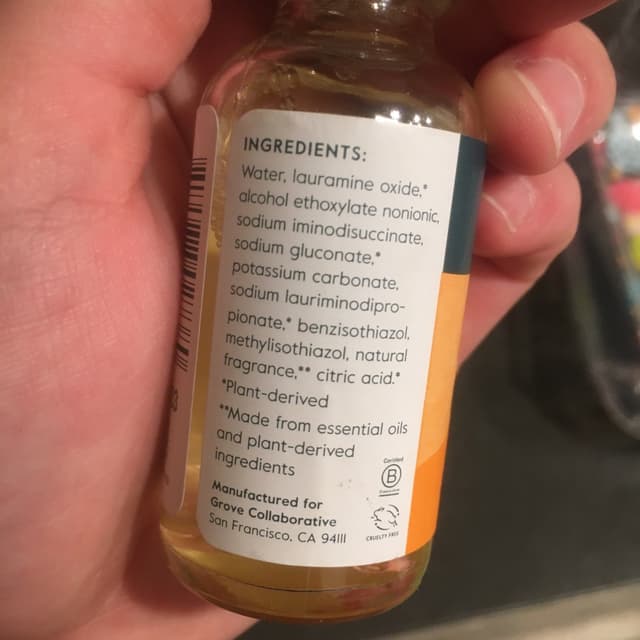 INGREDIENTS:
Water, lauramine oxide,*
alcohol ethoxylate nonionic,
sodium iminodisuccinate,
sodium gluconate,*
potassium carbonate,
sodium lauriminodipro-
pionate,* benzisothiazol,
methylisothiazol, natural
fragrance,** citric acid.*
*Plant-derived
**Made from essential oils
and plant-derived
ingredients
Manufactured for
Grove Collaborative
San Francisco, CA 94111
Certified
B
CRUELTY FREE